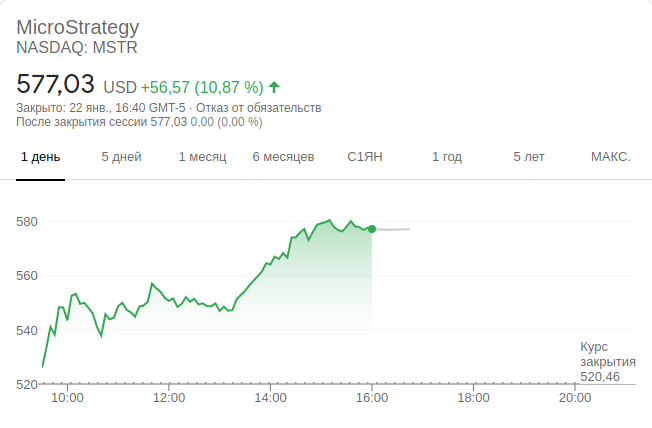 MicroStrategy
NASDAQ: MSTR
577,03 USD +56,57 (10,87 %)
Закрыто: 22 янв., 16:40 GMT-5 · Отказ от обязательств
После закрытия сессии 577,03 0,00 (0,00 %)
1 день 5 дней 1 месяц 6 месяцев С1ЯН 1 год 5 лет МАКС.
580
560
540
Курс
закрытия
520,46
520
10:00 12:00 14:00 16:00 18:00 20:00